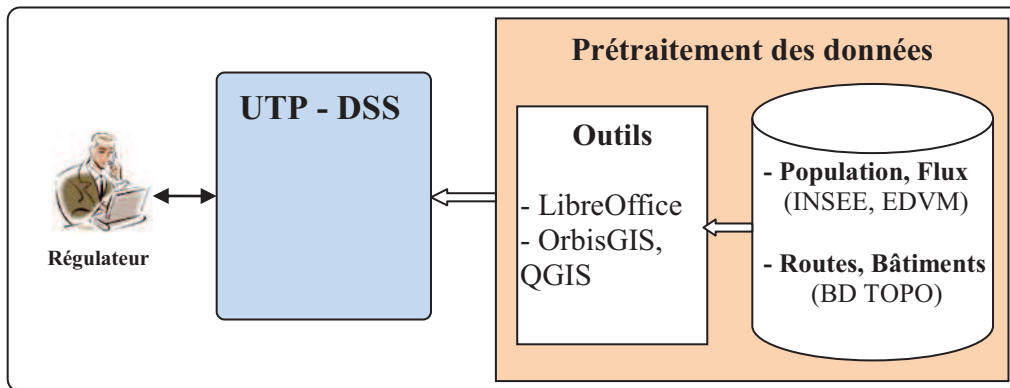 Prétraitement des données
UTP - DSS
Outils
- LibreOffice
- OrbisGIS,
QGIS
- Population, Flux
(INSEE, EDVM)
- Routes, Bâtiments
(BD TOPO)
Régulateur